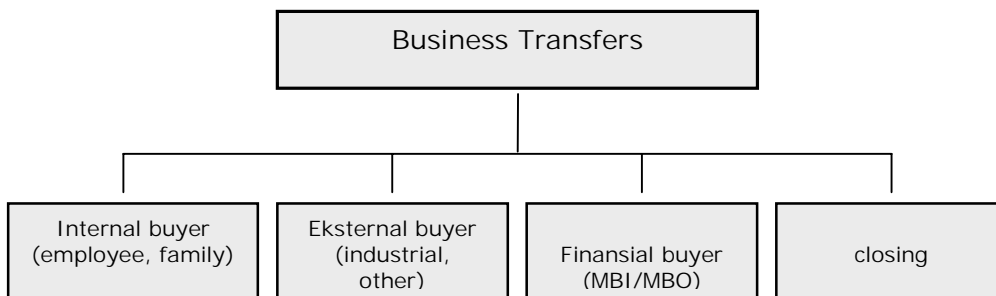 Business Transfers
Internal buyer
(employee, family)
Eksternal buyer
(industrial,
other)
Finansial buyer
(MBI/MBO)
closing